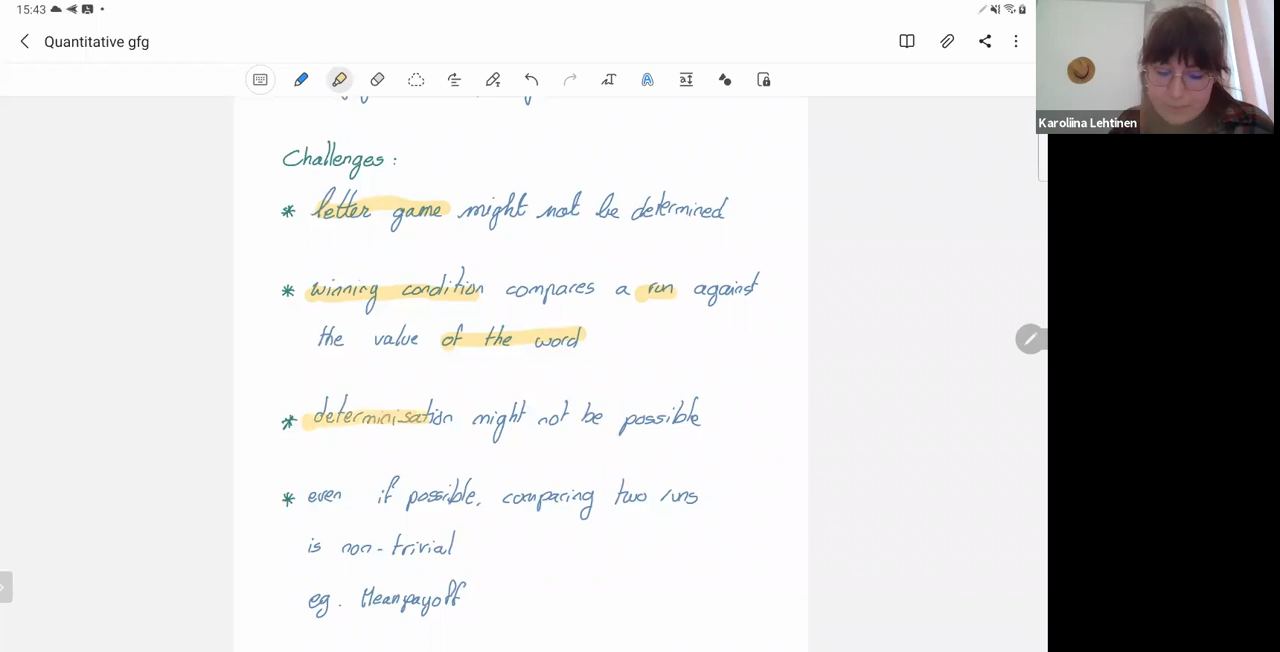 15:43
Quantitative gfg
Karoliina Lehtinen
Challenges:
* letter game might not be determined
* winning condition compares a run against
the value of the word
* determinisation might not be possible
* even if possible, comparing two runs
is non-trivial
eg. Meanpayoff